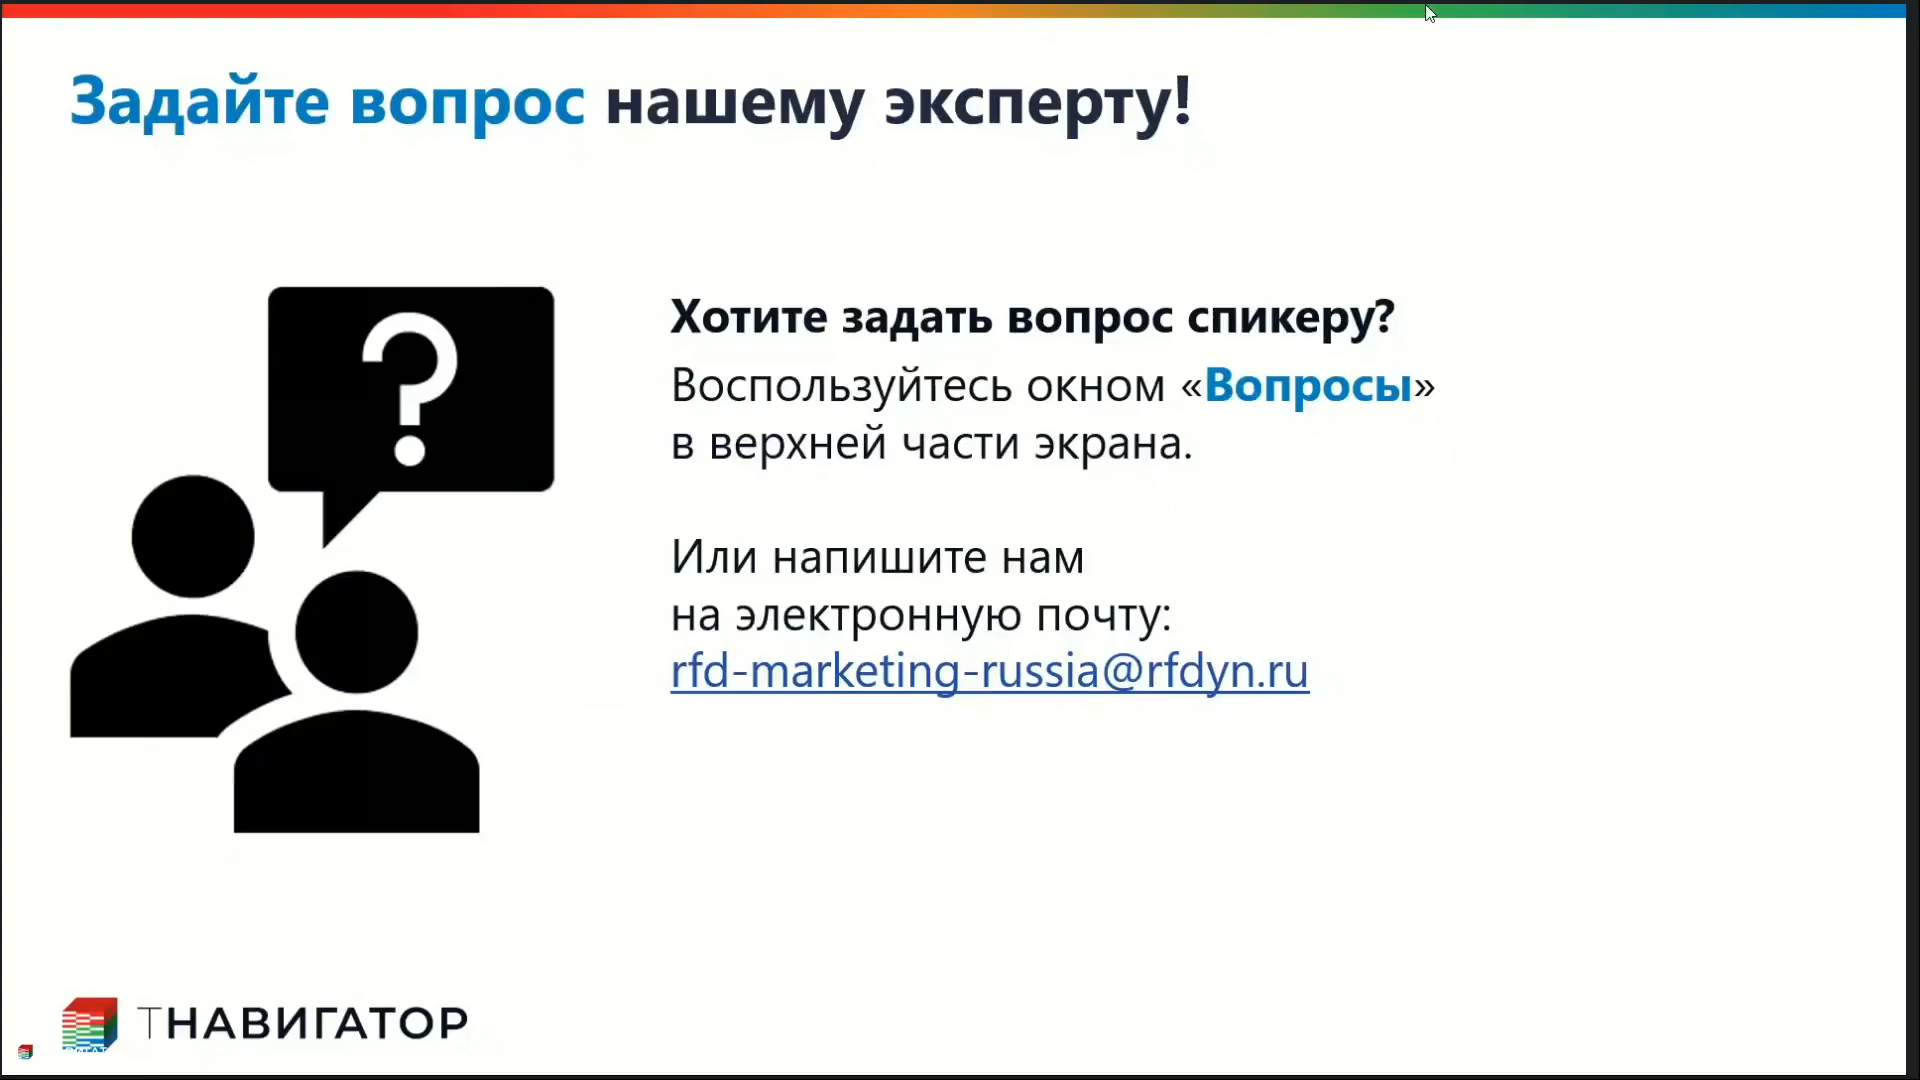 Задайте вопрос нашему эксперту!
?
Хотите задать вопрос спикеру?
Воспользуйтесь окном «Вопросы»
в верхней части экрана.
Или напишите нам
на электронную почту:
rfd-marketing-russia@rfdyn.ru
ТНАВИГАТОР